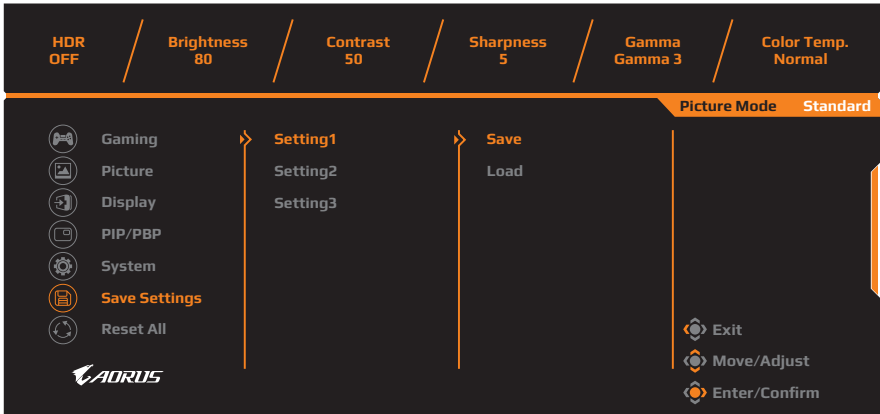 HDR Brightness Contrast Sharpness Gamma Color Temp.
OFF 80 50 5 Gamma 3 Normal
Picture Mode Standard
Gaming Setting1 Save
Picture Setting2 Load
Display Setting3
PIP/PBP
System
Save Settings
Reset All Exit
Move/Adjust
AORUS
Enter/Confirm